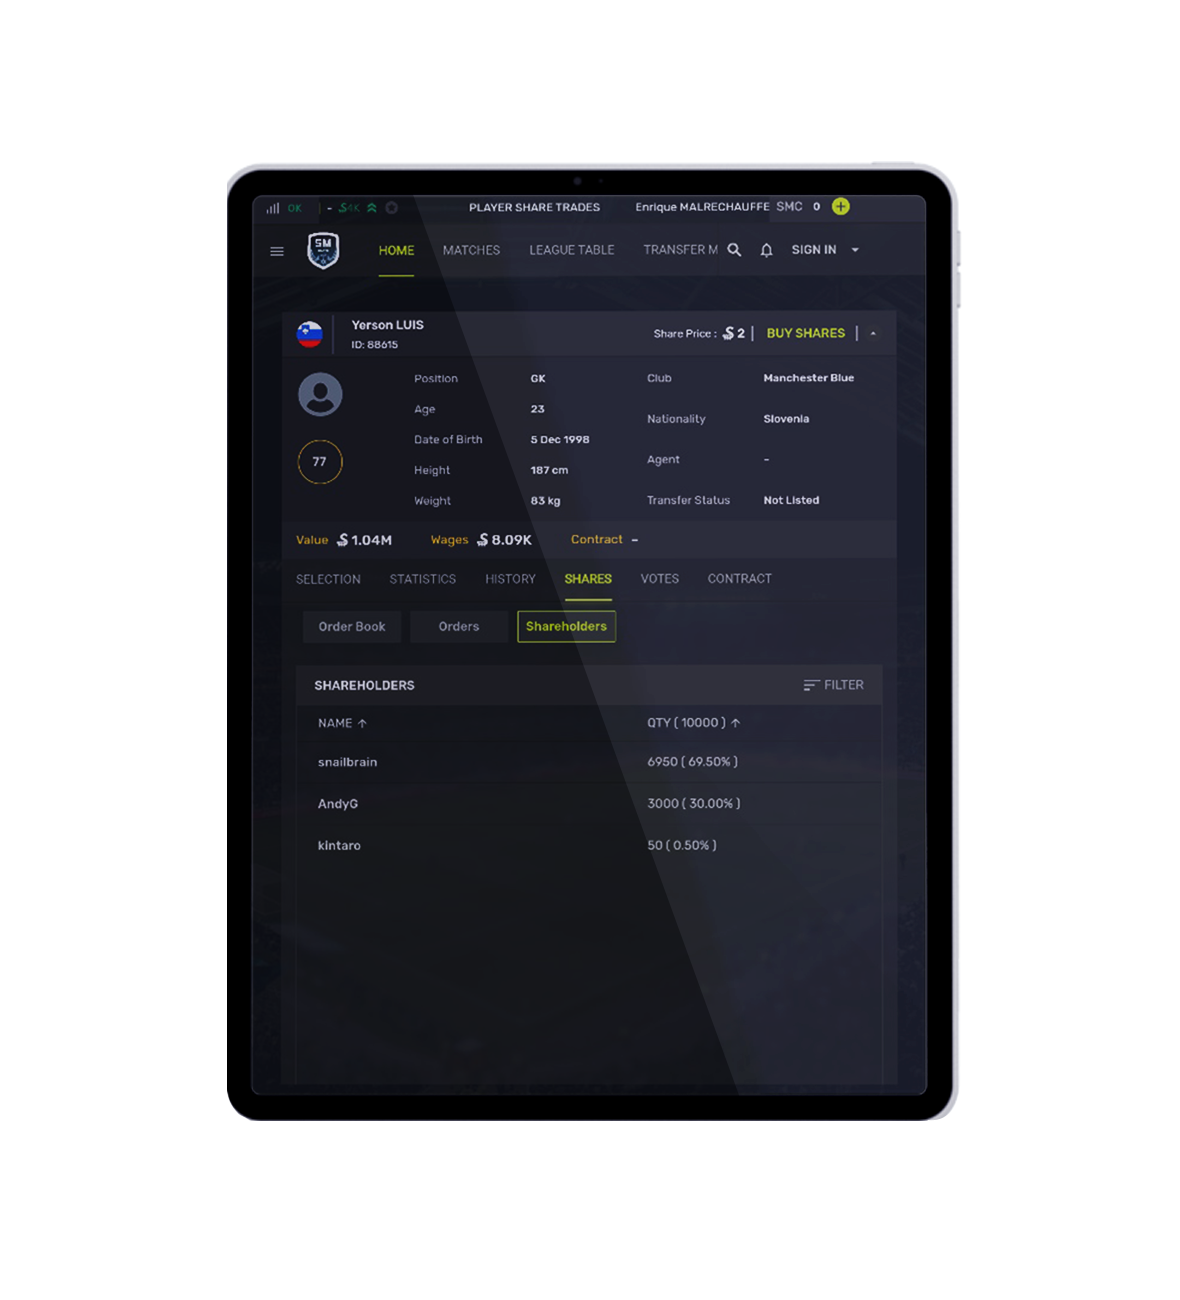 OK - S4K PLAYER SHARE TRADES Enrique MALRECHAUFFE SMC 0
SM
HOME MATCHES LEAGUE TABLE TRANSFER M SIGN IN
Yerson LUIS
ID: 88615
Share Price : 2 | BUY SHARES |
Position GK Club Manchester Blue
Age 23
Nationality Slovenia
Date of Birth 5 Dec 1998
Agent -
Height 187 cm
Weight 83 kg Transfer Status Not Listed
77
Value 1.04M Wages 8.09K Contract -
SELECTION STATISTICS HISTORY SHARES VOTES CONTRACT
Order Book Orders Shareholders
SHAREHOLDERS FILTER
NAME ↑ QTY ( 10000 ) ↑
snailbrain 6950 ( 69.50% )
AndyG 3000 ( 30.00% )
kintaro 50 ( 0.50% )